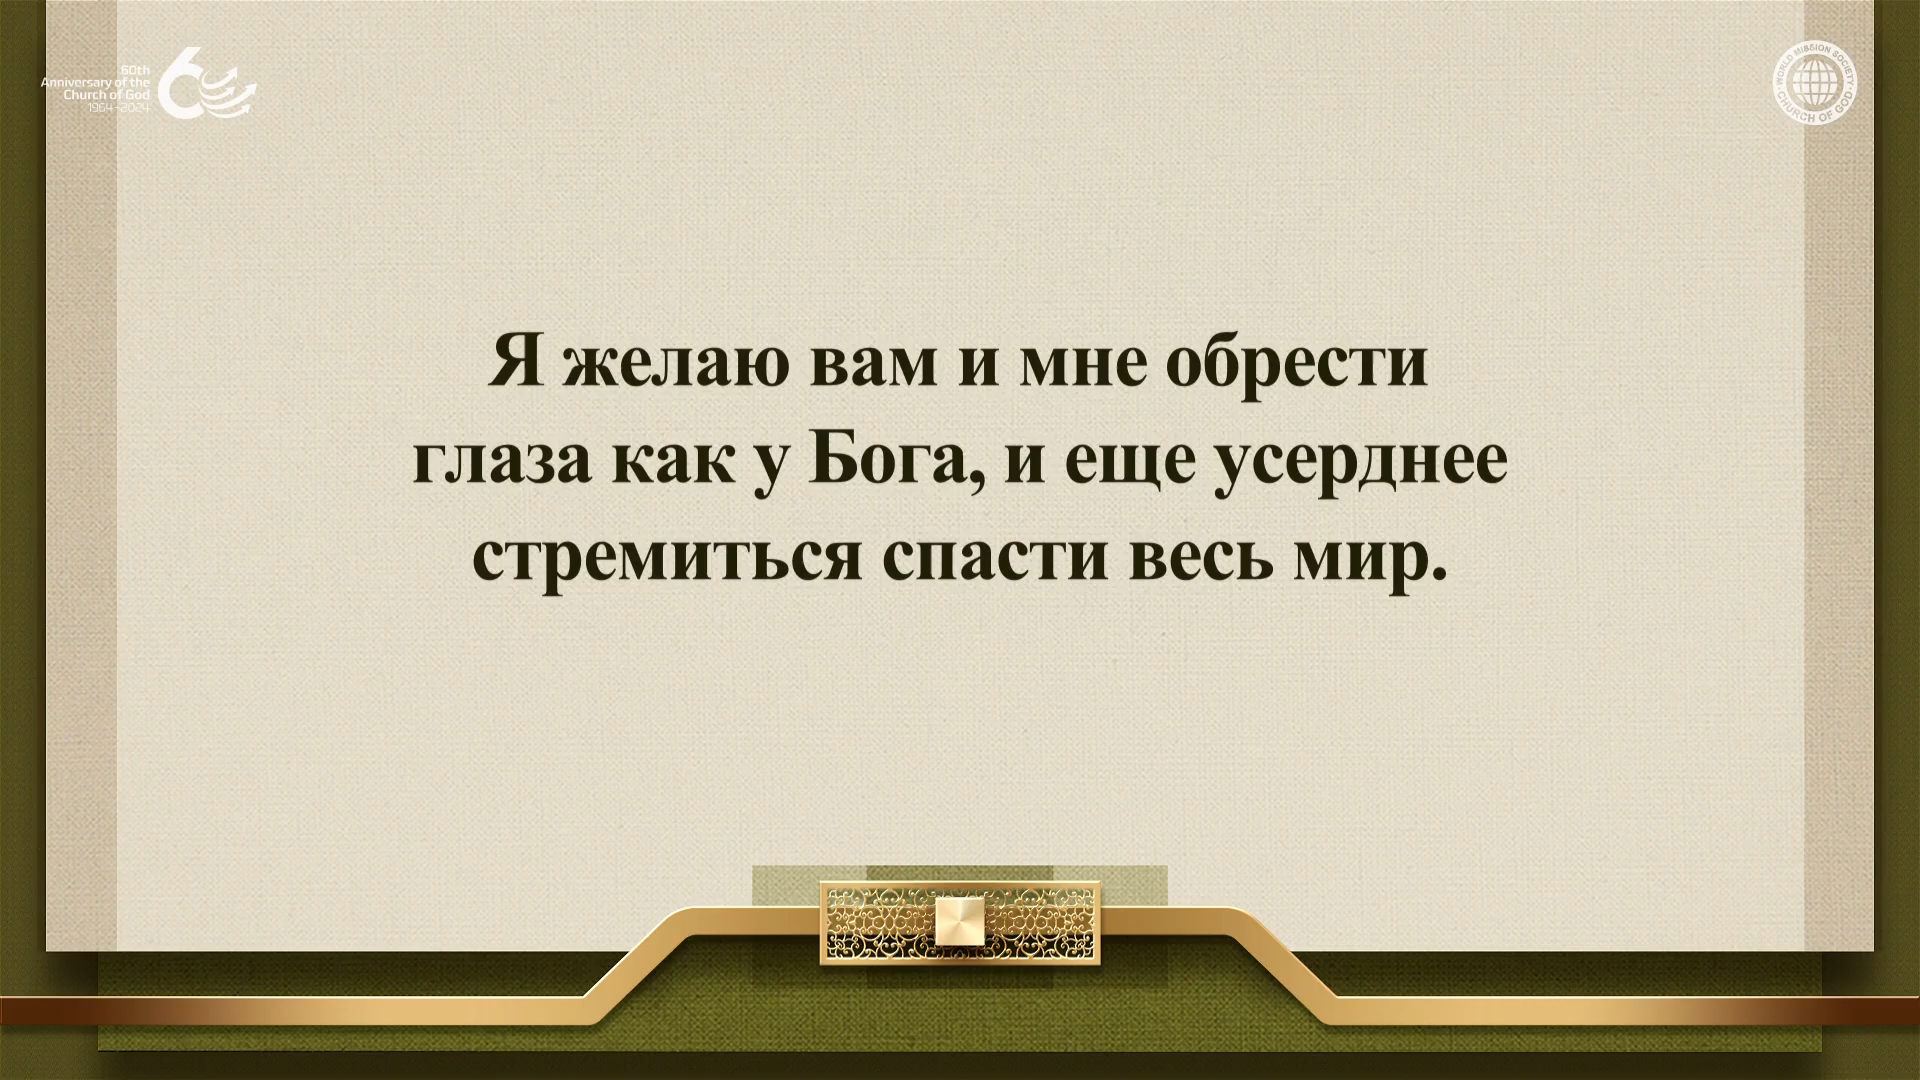 60th
Anniversary of the
Church of God
1964-2024
60
WORLD MISSION SOCIETY
CHURCH OF GOD
Я желаю вам и мне обрести
глаза как у Бога, и еще усерднее
стремиться спасти весь мир.